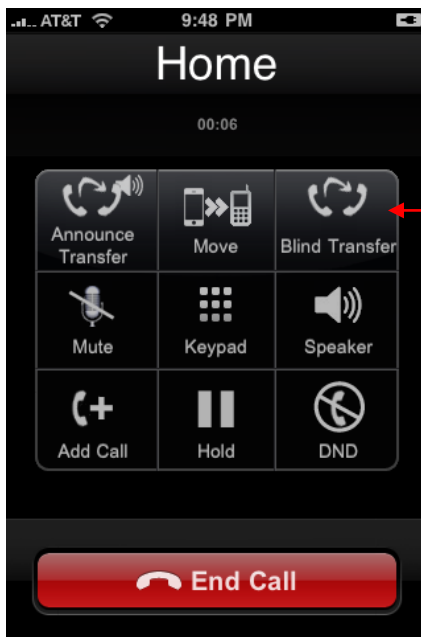 AT&T 9:48 PM
Home
00:06
Announce
Transfer
Move
Blind Transfer
Mute
Keypad
Speaker
Add Call
Hold
DND
End Call